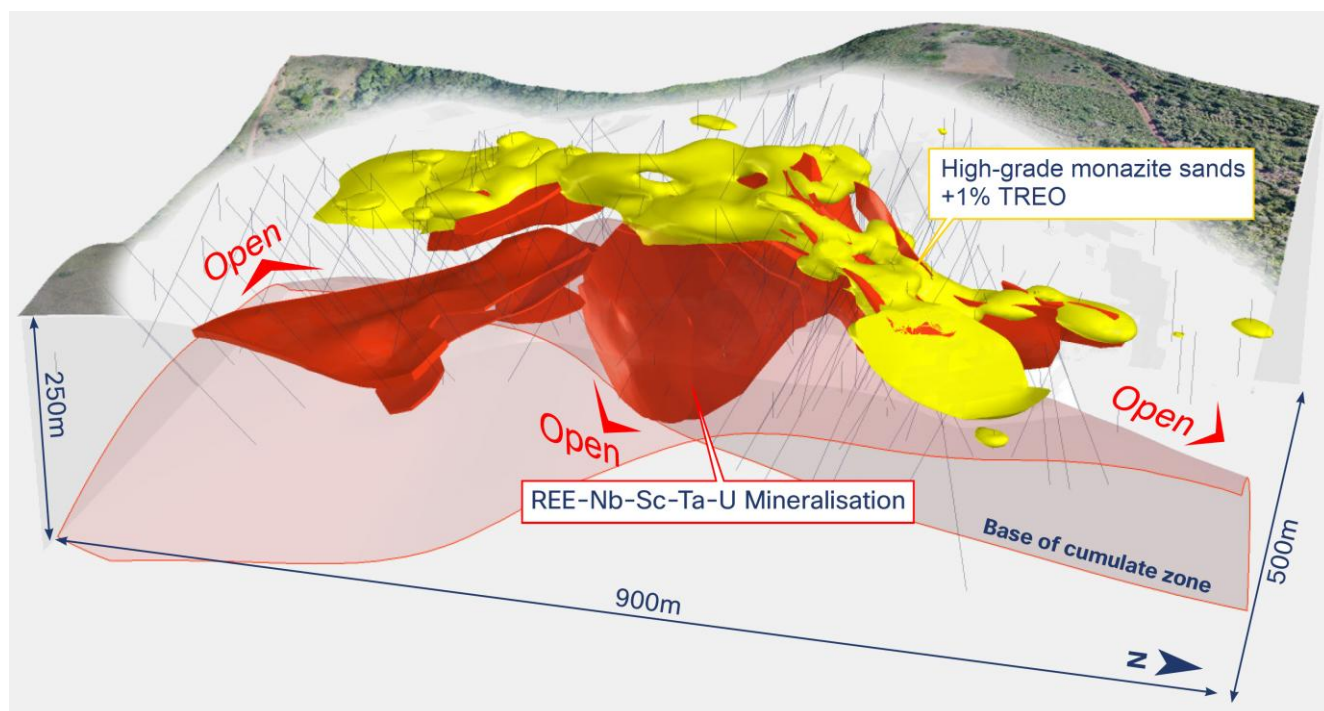 High-grade monazite sands
+1% TREO
Open
250m
Open
Open
REE-Nb-Sc-Ta-U Mineralisation
Base of cumulate zone
500m
900m
N